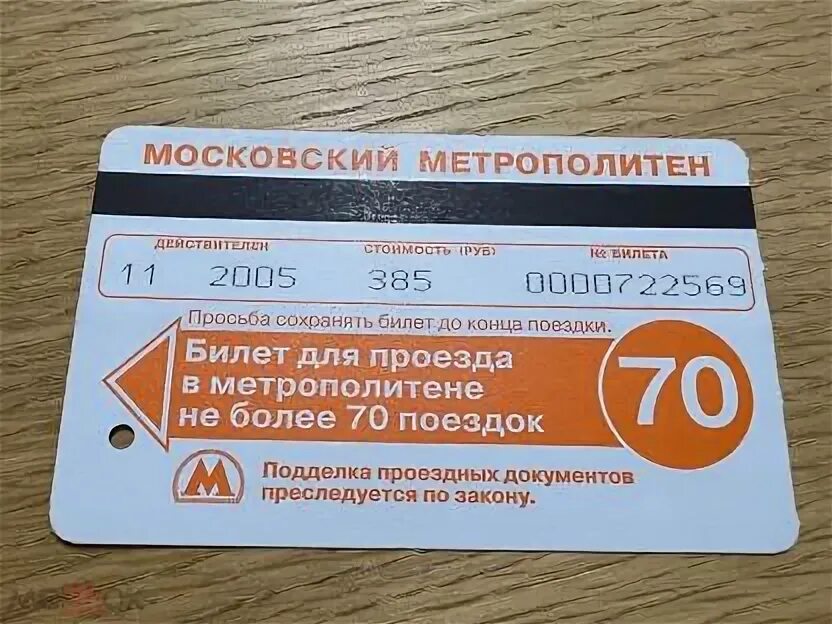 МОСКОВСКИЙ МЕТРОПОЛИТЕН
ДЕЙСТВИТЕЛЕН СТОИМОСТЬ (РУБ) № БИЛЕТА
11 2005 385 0000722569
Просьба сохранять билет до конца поездки.
Билет для проезда
в метрополитене
не более 70 поездок
70
М
Подделка проездных документов
преследуется по закону.